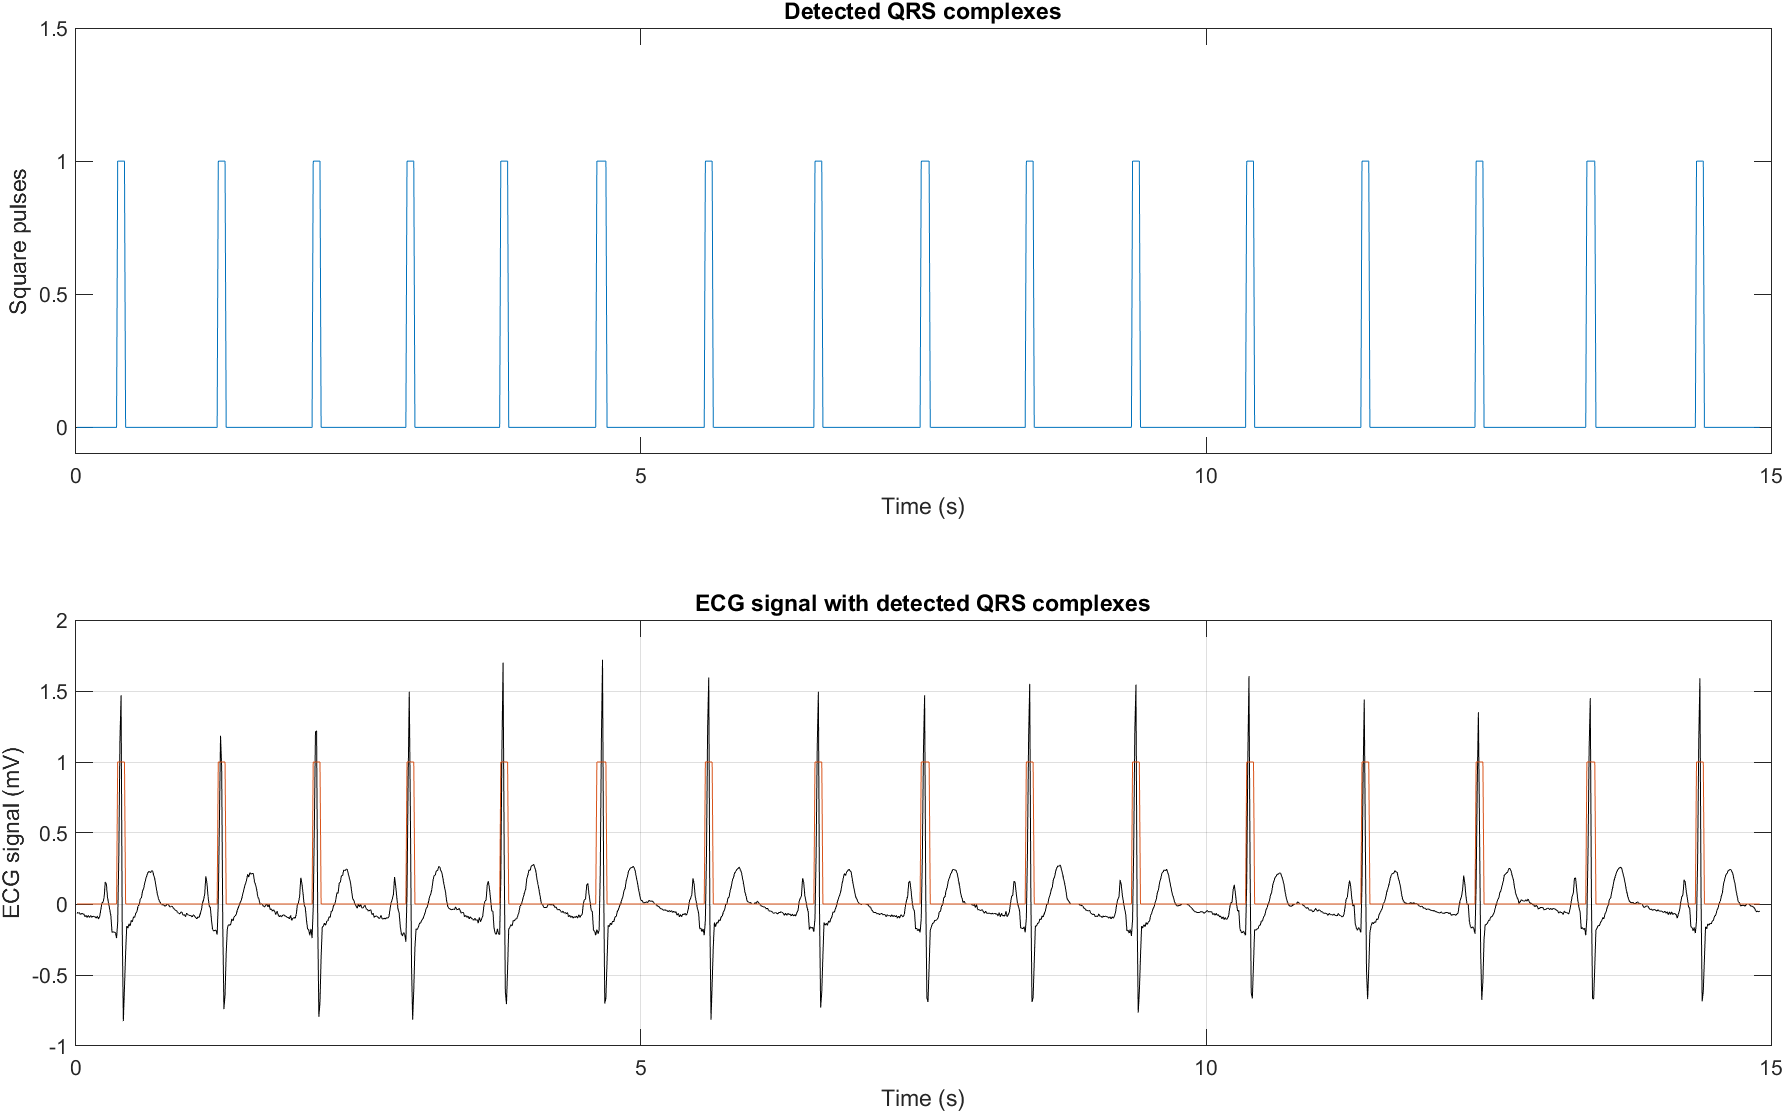 Detected QRS complexes
1.5
1
0.5
0
Square pulses
0 5 10 15
Time (s)
ECG signal with detected QRS complexes
2
1.5
1
0.5
0
-0.5
-1
ECG signal (mV)
0 5 10 15
Time (s)